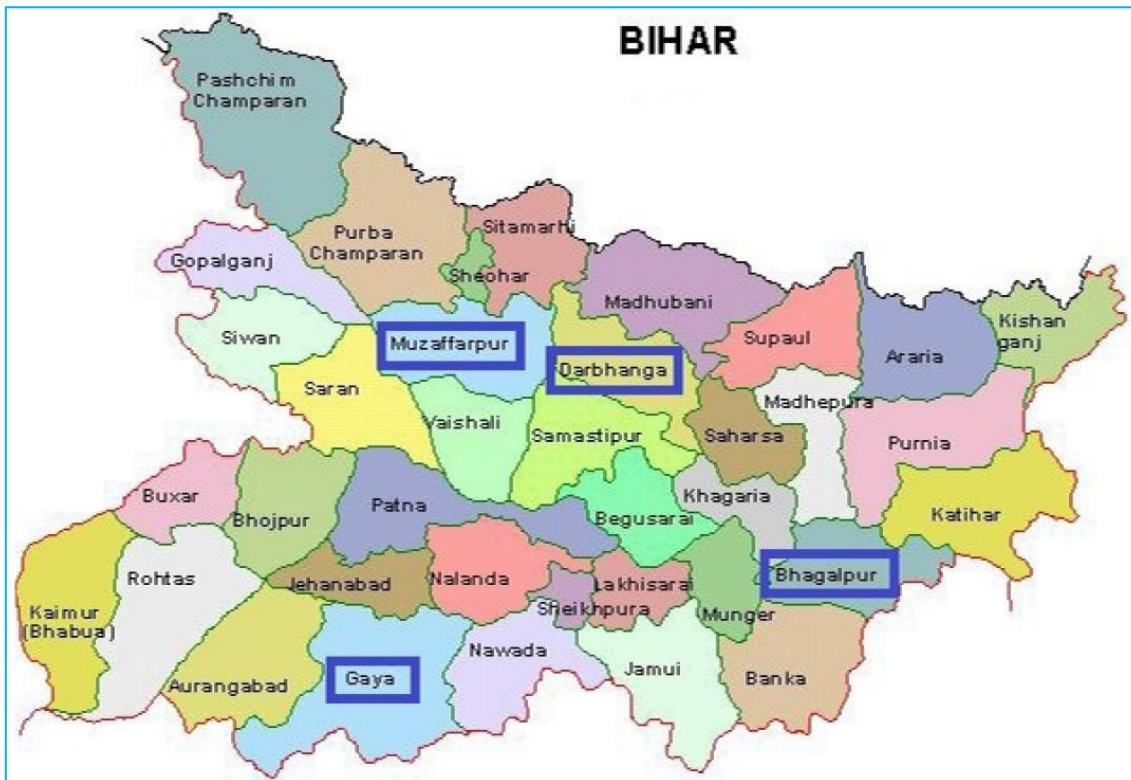 BIHAR
Pashchim
Champaran
Purba
Champaran
Sitamarhi
Gopalganj
Sheohar
Madhubani
Siwan
Muzaffarpur
Darbhanga
Supaul
Araria
Kishan
ganj
Saran
Vaishali
Samastipur
Saharsa
Madhepura
Purnia
Buxar
Bhojpur
Patna
Begusarai
Khagaria
Katihar
Rohtas
Jehanabad
Nalanda
Lakhisarai
Bhagalpur
Kaimur
(Bhabua)
Sheikhpura
Munger
Aurangabad
Gaya
Nawada
Jamui
Banka